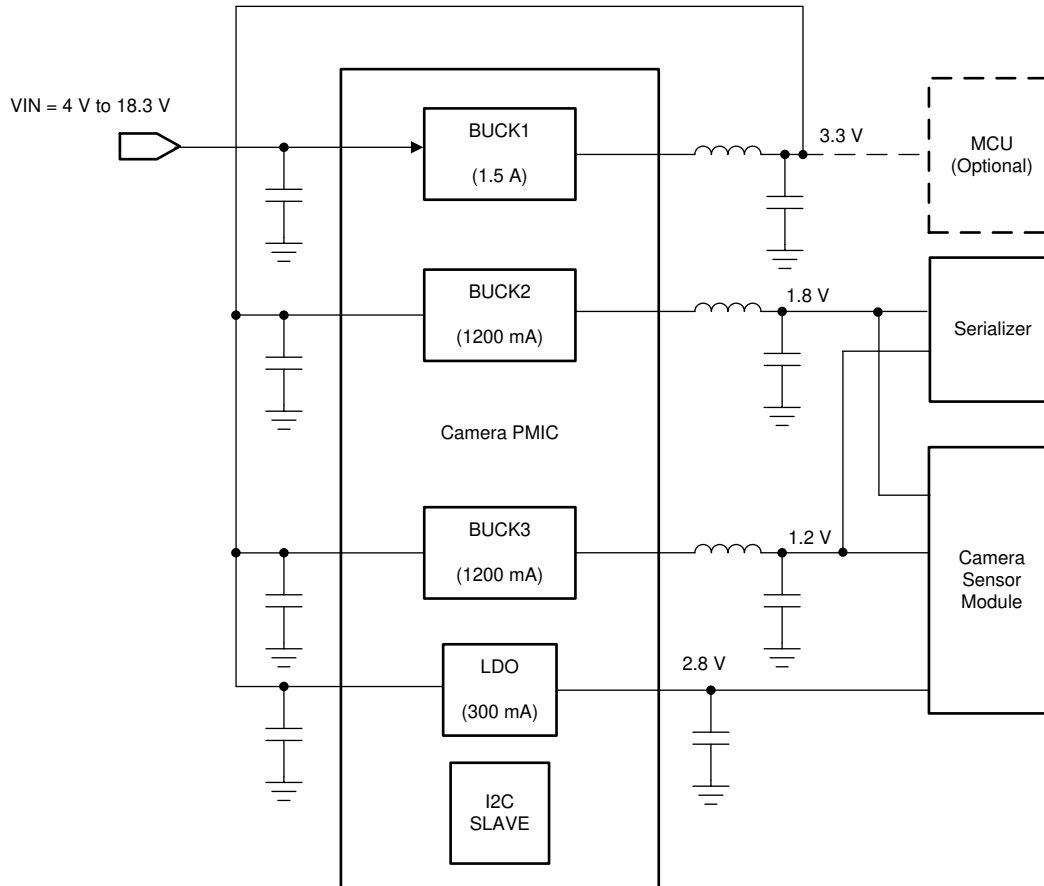 VIN = 4 V to 18.3 V
BUCK1
(1.5 A)
3.3 V
MCU
(Optional)
BUCK2
(1200 mA)
1.8 V
Serializer
Camera PMIC
BUCK3
(1200 mA)
1.2 V
Camera
Sensor
Module
LDO
(300 mA)
2.8 V
I2C
SLAVE